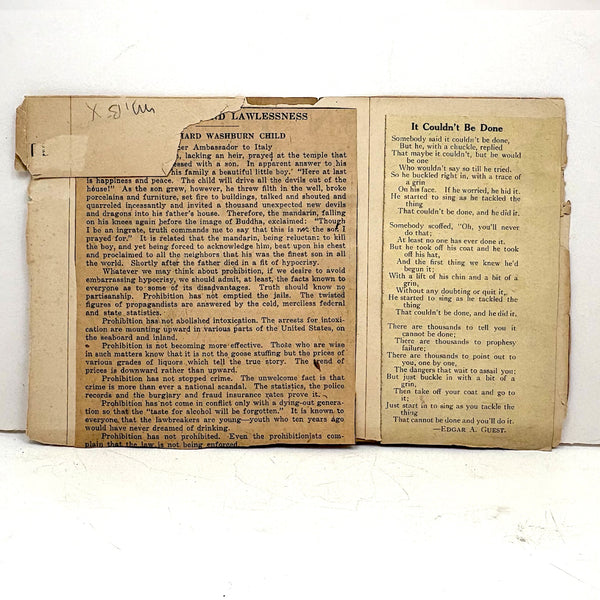 D LAWLESSNESS
ARD WASHBURN CHILD
er Ambassador to Italy
, lacking an heir, prayed at the temple that
essed with a son. In apparent answer to his
his family a beautiful little boy. "Here at last
is happiness and peace. The child will drive all the devils out of the
house!" As the son grew, however, he threw filth in the well, broke
porcelains and furniture, set fire to buildings, talked and shouted and
quarreled incessantly and invited a thousand unexpected new devils
and dragons into his father's house. Therefore, the mandarin, falling
on his knees again before the image of Buddha, exclaimed: "Though
I be an ingrate, truth commands me to say that this is not the son I
prayed for." It is related that the mandarin, being reluctant to kill
the boy, and yet being forced to acknowledge him, beat upon his chest
and proclaimed to all the neighbors that his was the finest son in all
the world. Shortly after the father died in a fit of hypocrisy.
Whatever we may think about prohibition, if we desire to avoid
embarrassing hypocrisy, we should admit, at least, the facts known to
everyone as to some of its disadvantages. Truth should know no
partisanship. Prohibition has not emptied the jails. The twisted
figures of propagandists are answered by the cold, merciless federal
and state statistics.
Prohibition has not abolished intoxication. The arrests for intoxi-
cation are mounting upward in various parts of the United States, on
the seaboard and inland.
Prohibition is not becoming more effective. Those who are wise
in such matters know that it is not the goose stuffing but the prices of
various grades of liquors which tell the true story. The trend of
prices is downward rather than upward.
Prohibition has not stopped crime. The unwelcome fact is that
crime is more than ever a national scandal. The statistics, the police
records and the burglary and fraud insurance rates prove it.
Prohibition has not come in conflict only with a dying-out genera-
tion so that the "taste for alcohol will be forgotten." It is known to
everyone, that the lawbreakers are young—youth who ten years ago
would have never dreamed of drinking.
Prohibition has not prohibited. Even the prohibitionists com-
plain that the law is not being enforced.
It Couldn't Be Done
Somebody said it couldn't be done,
But he, with a chuckle, replied
That maybe it couldn't, but he would
be one
Who wouldn't say so till he tried.
So he buckled right in, with a trace of
a grin
On his face. If he worried, he hid it.
He started to sing as he tackled the
thing
That couldn't be done, and he did it.
Somebody scoffed, "Oh, you'll never
do that;
At least no one has ever done it.
But he took off his coat and he took
off his hat,
And the first thing we knew he'd
begun it;
With a lift of his chin and a bit of a
grin,
Without any doubting or quit it,
He started to sing as he tackled the
thing
That couldn't be done, and he did it.
There are thousands to tell you it
cannot be done;
There are thousands to prophesy
failure;
There are thousands to point out to
you, one by one,
The dangers that wait to assail you;
But just buckle in with a bit of a
grin,
Then take off your coat and go to
it;
Just start in to sing as you tackle the
thing
That cannot be done and you'll do it.
—EDGAR A. GUEST.